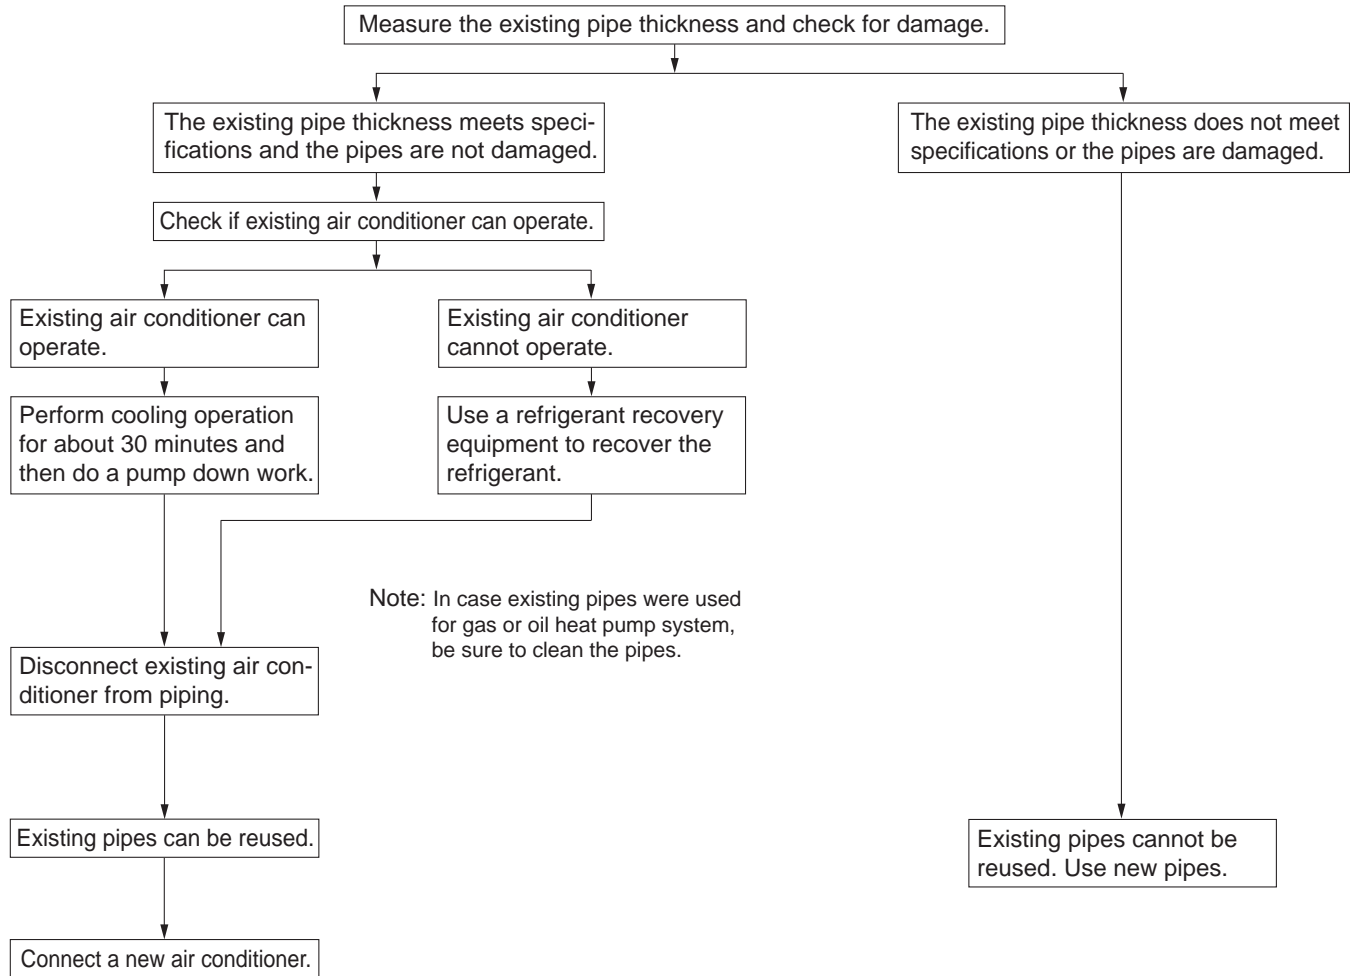 Measure the existing pipe thickness and check for damage.
The existing pipe thickness meets speci-
fications and the pipes are not damaged.
The existing pipe thickness does not meet
specifications or the pipes are damaged.
Check if existing air conditioner can operate.
Existing air conditioner can
operate.
Existing air conditioner
cannot operate.
Perform cooling operation
for about 30 minutes and
then do a pump down work.
Use a refrigerant recovery
equipment to recover the
refrigerant.
Note: In case existing pipes were used
for gas or oil heat pump system,
be sure to clean the pipes.
Disconnect existing air con-
ditioner from piping.
Existing pipes can be reused.
Existing pipes cannot be
reused. Use new pipes.
Connect a new air conditioner.